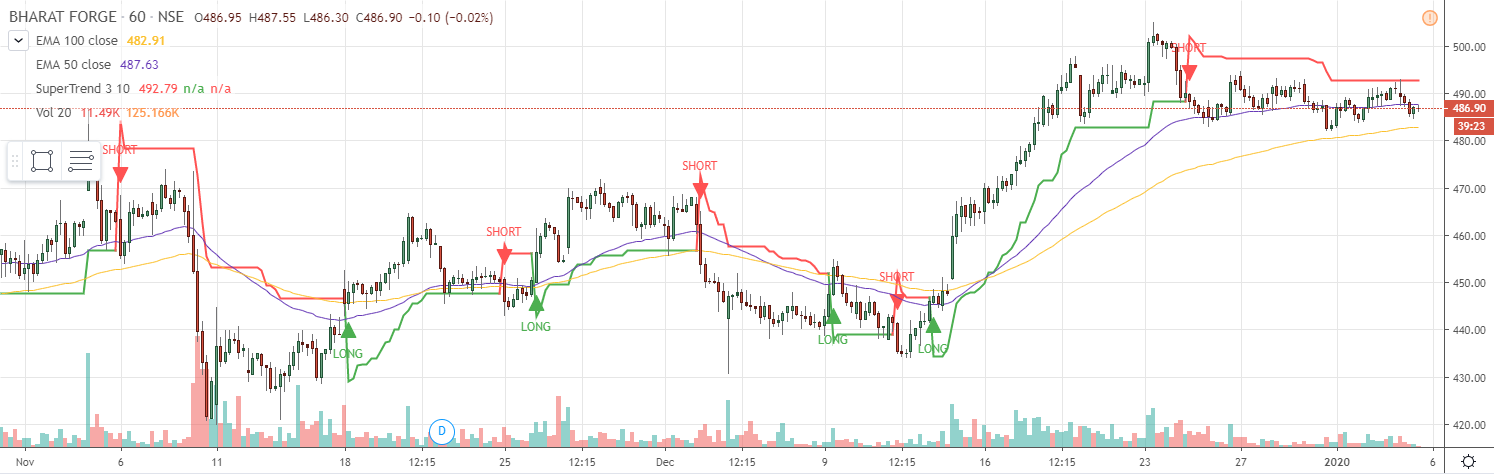 BHARAT FORGE · 60 · NSE O486.95 H487.55 L486.30 C486.90 −0.10 (−0.02%)
EMA 100 close 482.91
EMA 50 close 487.63
SuperTrend 3 10 492.79 n/a n/a
Vol 20 11.49K 125.166K
SHORT
SHORT
SHORT
SHORT
SHORT
LONG
LONG
LONG
LONG
D
500.00
490.00
486.90
39:23
480.00
470.00
460.00
450.00
440.00
430.00
420.00
Nov 6 11 18 12:15 25 12:15 Dec 12:15 9 12:15 16 12:15 23 27 2020 6